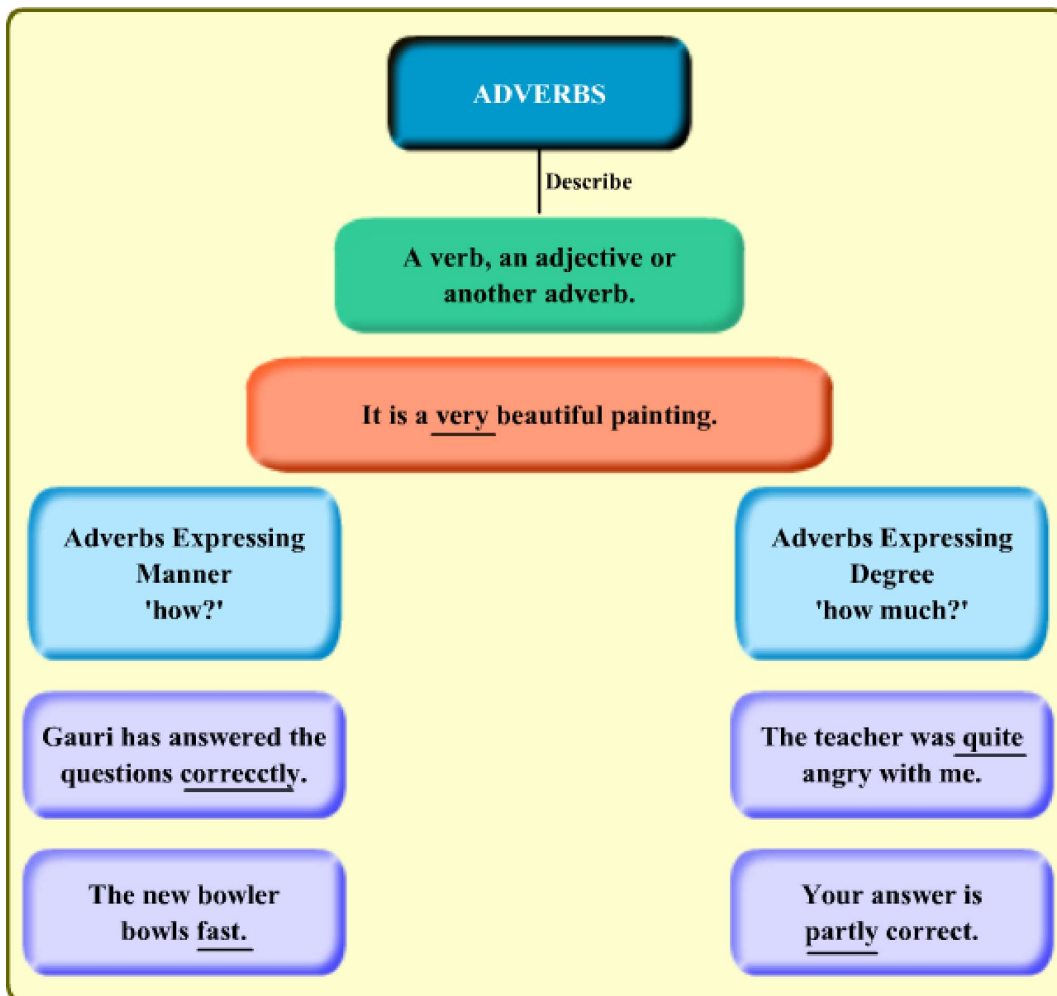 ADVERBS
Describe
A verb, an adjective or
another adverb.
It is a very beautiful painting.
Adverbs Expressing
Manner
'how?'
Adverbs Expressing
Degree
'how much?'
Gauri has answered the
questions correcctly.
The teacher was quite
angry with me.
The new bowler
bowls fast.
Your answer is
partly correct.